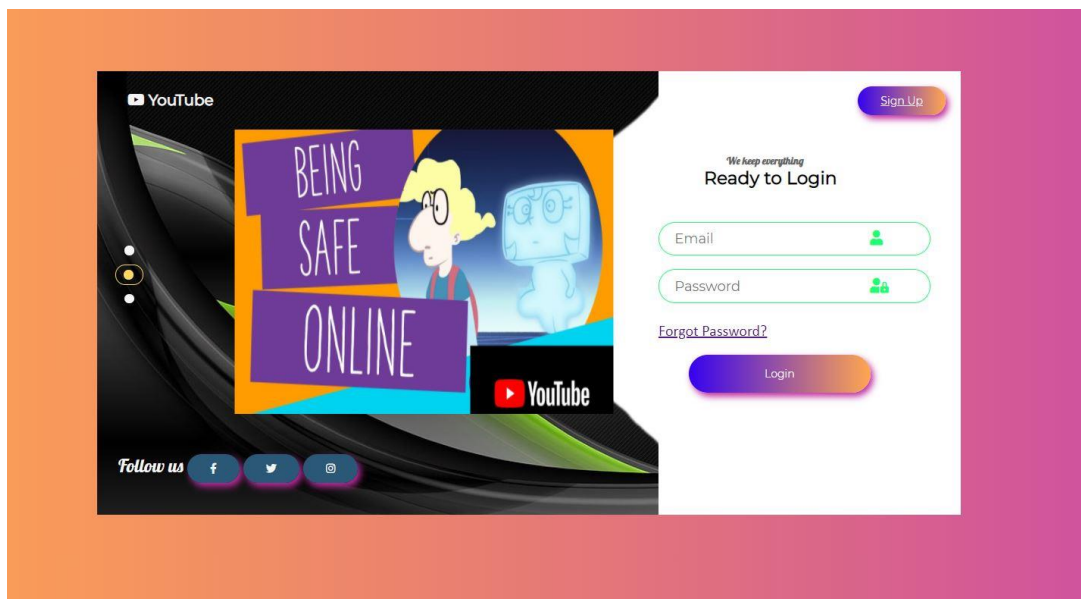 YouTube
Sign Up
BEING
SAFE
ONLINE
YouTube
We keep everything
Ready to Login
Email
Password
Forgot Password?
Login
Follow us